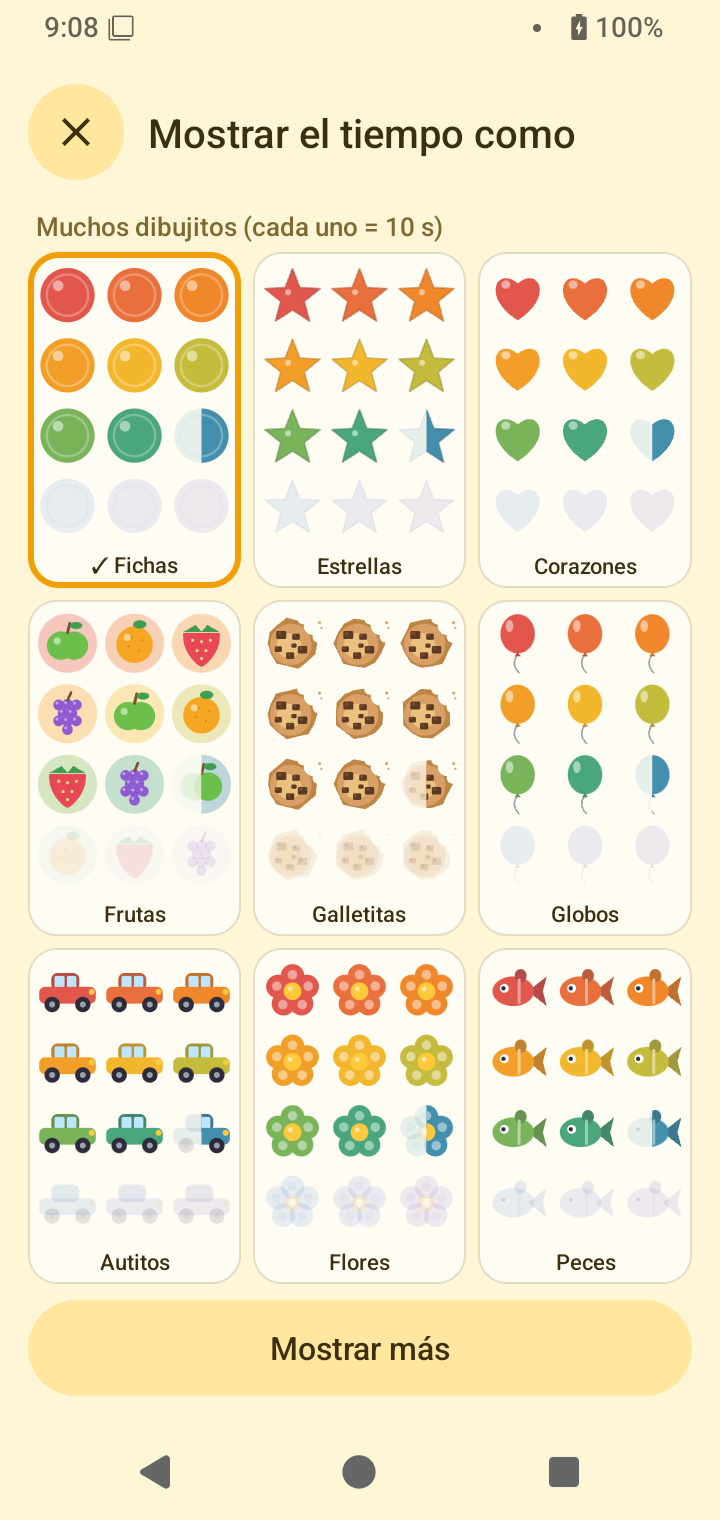 9:08
100%
Mostrar el tiempo como
Muchos dibujitos (cada uno = 10 s)
✓ Fichas
Estrellas
Corazones
Frutas
Galletitas
Globos
Autitos
Flores
Peces
Mostrar más